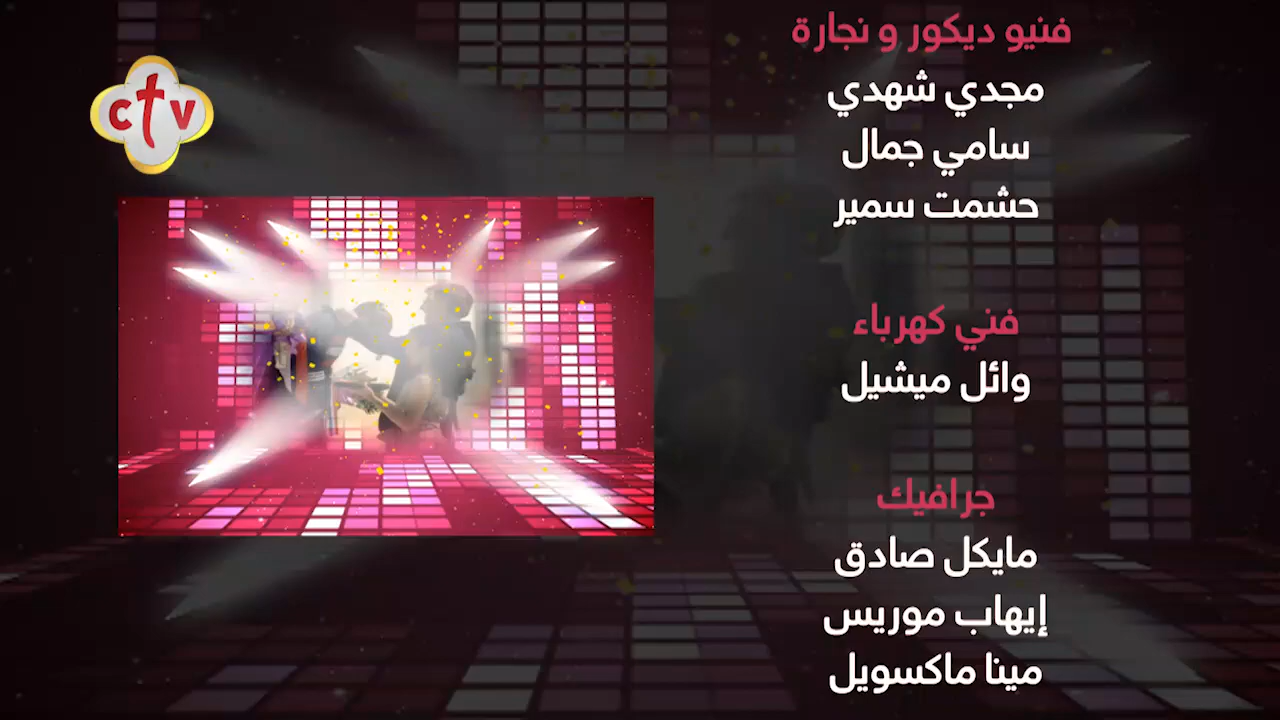 ctv
فنيو ديكور و نجارة
مجدي شهدي
سامي جمال
حشمت سمير
فني كهرباء
وائل ميشيل
جرافيك
مايكل صادق
إيهاب موريس
مينا ماكسويل